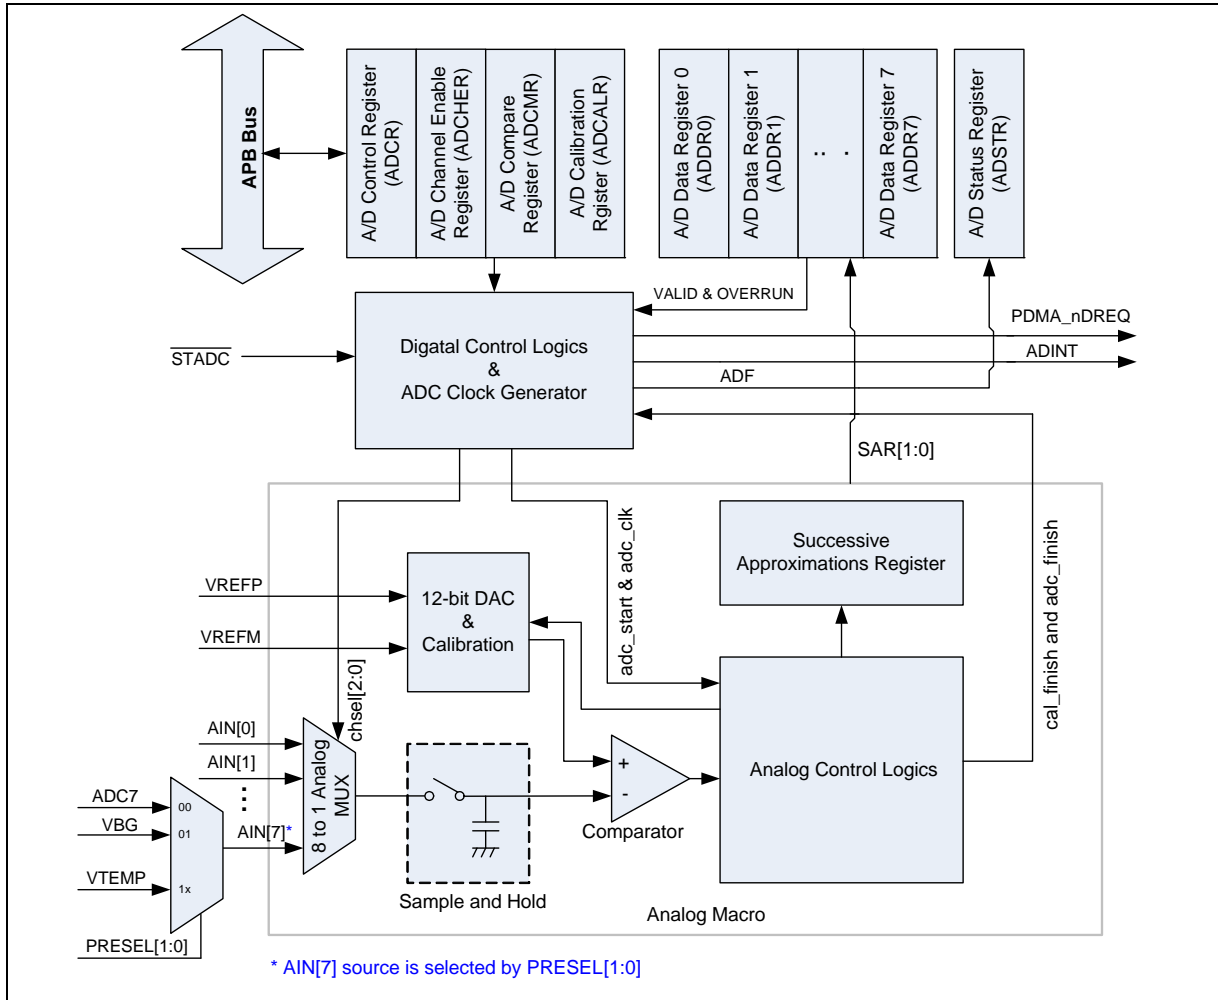 APB Bus
A/D Control Register
(ADCR)
A/D Channel Enable
Register (ADCHER)
A/D Compare
Register (ADCMR)
A/D Calibration
Rgister (ADCALR)
A/D Data Register 0
(ADDR0)
A/D Data Register 1
(ADDR1)
.. .
A/D Data Register 7
(ADDR7)
A/D Status Register
(ADSTR)
VALID & OVERRUN
PDMA_nDREQ
STADC
Digatal Control Logics
&
ADC Clock Generator
ADINT
ADF
SAR[1:0]
adc_start & adc_clk
cal_finish and adc_finish
Successive
Approximations Register
VREFP
12-bit DAC
&
Calibration
VREFM
chsel[2:0]
AIN[0]
AIN[1]
8 to 1 Analog
MUX
+
-
Comparator
Analog Control Logics
ADC7
00
VBG
01
AIN[7]*
VTEMP
1x
Sample and Hold
Analog Macro
PRESEL[1:0]
* AIN[7] source is selected by PRESEL[1:0]